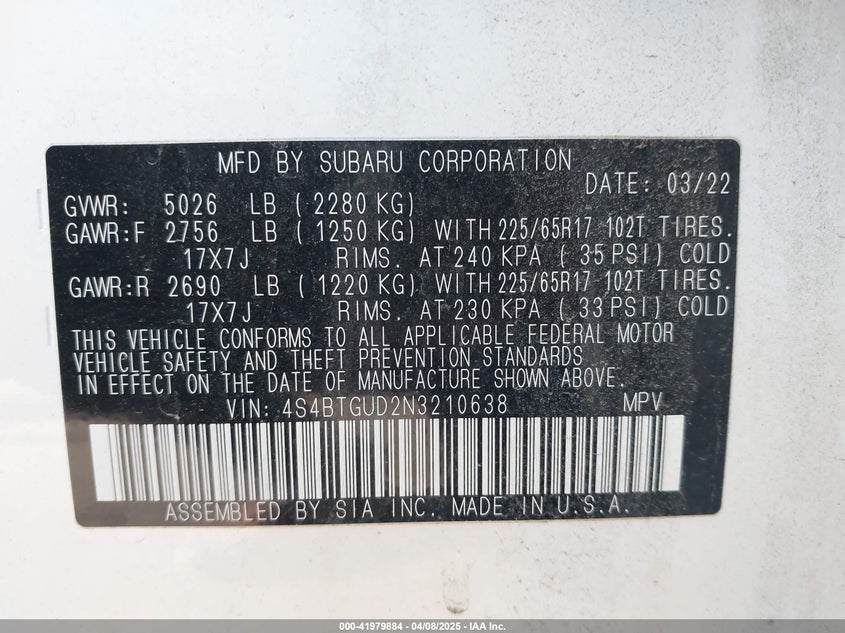 MFD BY SUBARU CORPORATION
DATE: 03/22
GVWR: 5026 LB ( 2280 KG)
GAWR:F 2756 LB ( 1250 KG) WITH 225/65R17 102T TIRES.
17X7J RIMS. AT 240 KPA ( 35 PSI) COLD
GAWR:R 2690 LB ( 1220 KG) WITH 225/65R17 102T TIRES.
17X7J RIMS. AT 230 KPA ( 33 PSI) COLD
THIS VEHICLE CONFORMS TO ALL APPLICABLE FEDERAL MOTOR
VEHICLE SAFETY AND THEFT PREVENTION STANDARDS
IN EFFECT ON THE DATE OF MANUFACTURE SHOWN ABOVE.
VIN: 4S4BTGUD2N3210638 MPV
ASSEMBLED BY SIA INC. MADE IN U.S.A.
000-41979884 | 04/08/2025 - IAA Inc.